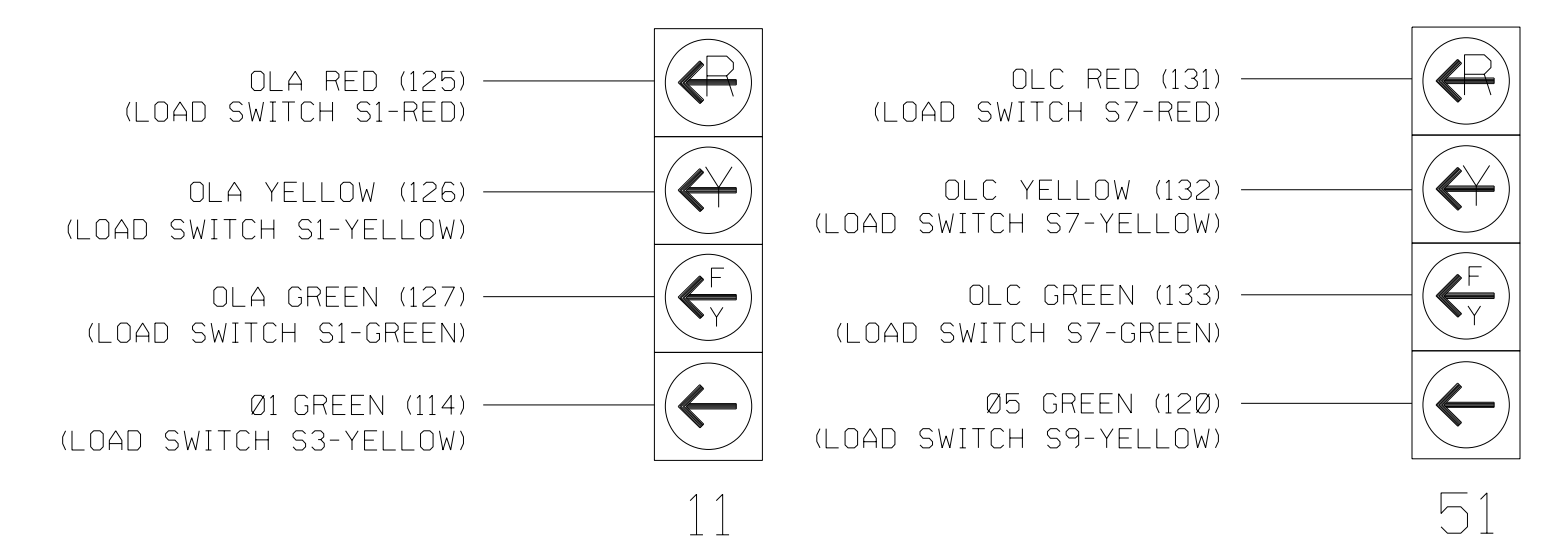 OLA RED (125)
(LOAD SWITCH S1-RED)
OLA YELLOW (126)
(LOAD SWITCH S1-YELLOW)
OLA GREEN (127)
(LOAD SWITCH S1-GREEN)
Ø1 GREEN (114)
(LOAD SWITCH S3-YELLOW)
R
Y
F
Y
11
OLC RED (131)
(LOAD SWITCH S7-RED)
OLC YELLOW (132)
(LOAD SWITCH S7-YELLOW)
OLC GREEN (133)
(LOAD SWITCH S7-GREEN)
Ø5 GREEN (12Ø)
(LOAD SWITCH S9-YELLOW)
R
Y
F
Y
51